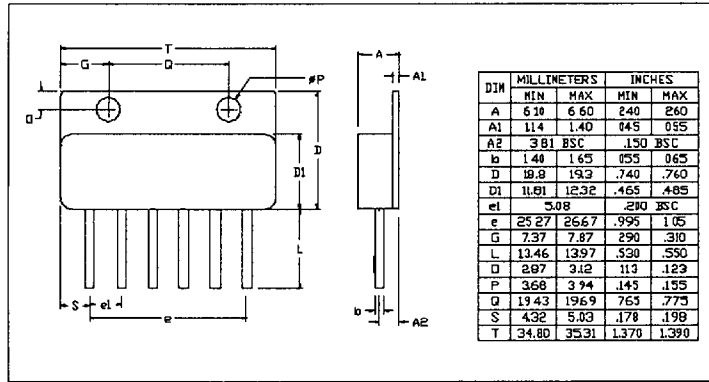 T
G
Q
øP
A
A1
O
D
D1
L
S
e1
e
b
A2
DIM MILLIMETERS INCHES
MIN MAX MIN MAX
A 6.10 6.60 .240 .260
A1 1.14 1.40 .045 .055
A2 3.81 BSC .150 BSC
b 1.40 1.65 .055 .065
D 18.8 19.3 .740 .760
D1 11.81 12.32 .465 .485
e1 5.08 .200 BSC
e 25.27 26.67 .995 1.05
G 7.37 7.87 .290 .310
L 13.46 13.97 .530 .550
O 2.87 3.12 .113 .123
P 3.68 3.94 .145 .155
Q 19.43 19.69 .765 .775
S 4.32 5.03 .178 .198
T 34.80 35.31 1.370 1.390